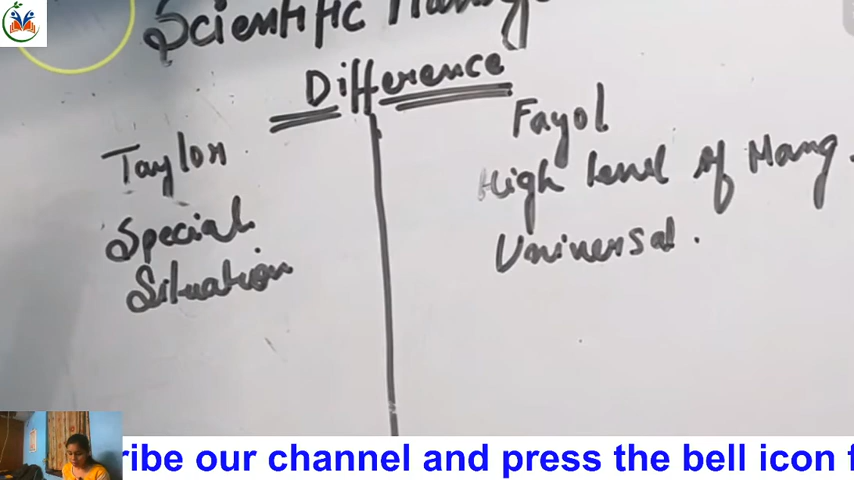 Scientific Manag
Difference
Taylor
Special
Situation
Fayol
High level of Mang.
Universal.
ribe our channel and press the bell icon f